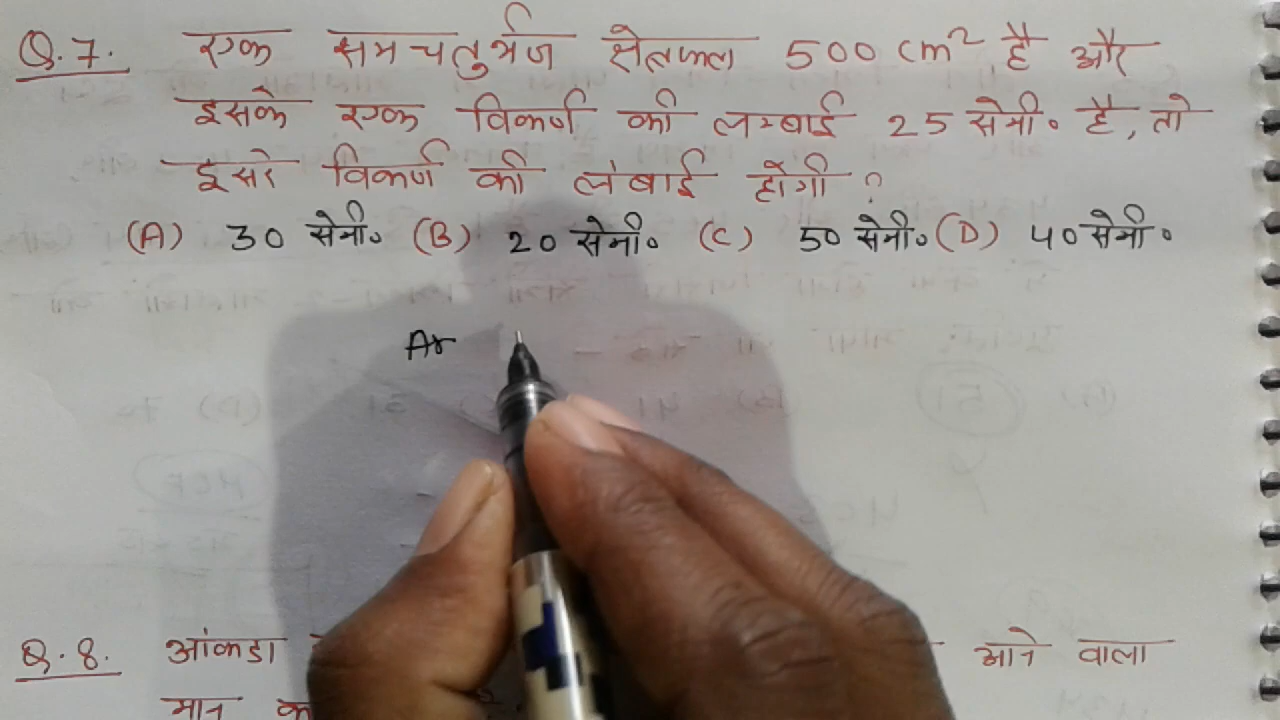 Q.7. एक समचतुर्भुज क्षेत्रफल 500 cm² है और
इसके एक विकर्ण की लम्बाई 25 सेमी. है, तो
इसरे विकर्ण की लंबाई होगी ?
(A) 30 सेमी. (B) 20 सेमी. (C) 50 सेमी. (D) 40 सेमी.
Ar
Q.8. आंकडा आने वाला
मान